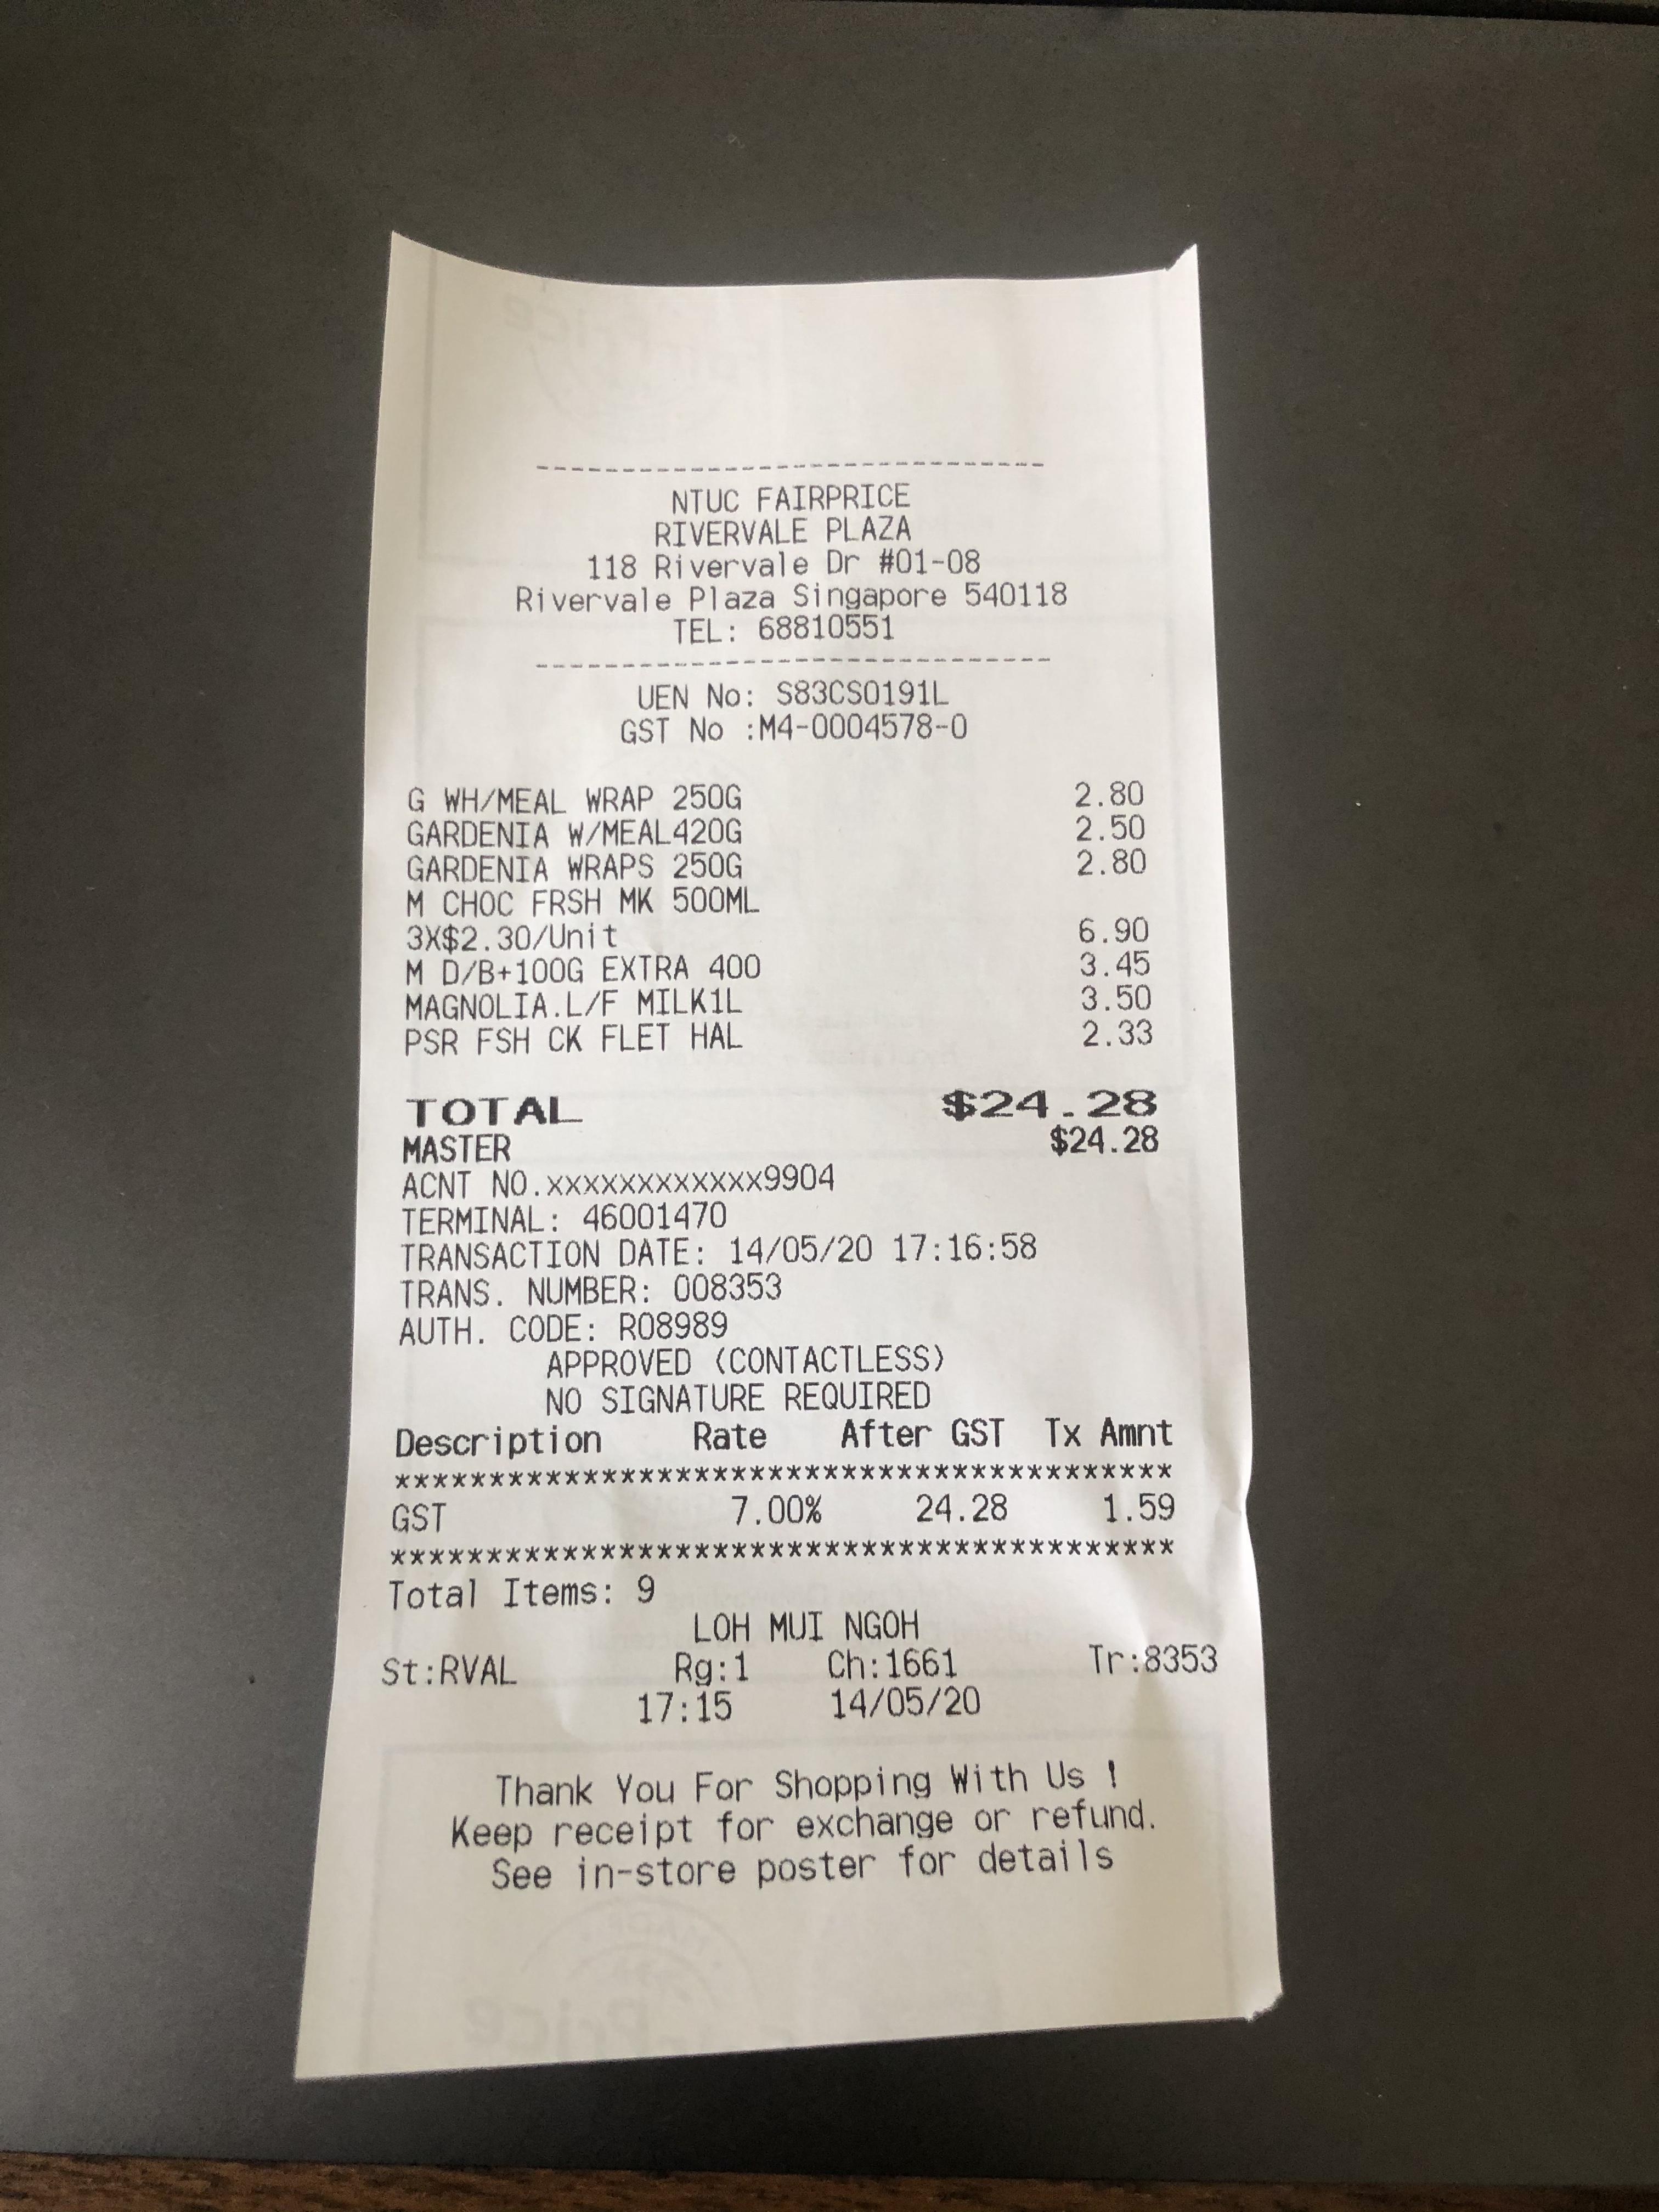 ------------------------------
NTUC FAIRPRICE
RIVERVALE PLAZA
118 Rivervale Dr #01-08
Rivervale Plaza Singapore 540118
TEL: 68810551
------------------------------
UEN No: S83CS0191L
GST No :M4-0004578-0
G WH/MEAL WRAP 250G 2.80
GARDENIA W/MEAL420G 2.50
GARDENIA WRAPS 250G 2.80
M CHOC FRSH MK 500ML
3X$2.30/Unit 6.90
M D/B+100G EXTRA 400 3.45
MAGNOLIA.L/F MILK1L 3.50
PSR FSH CK FLET HAL 2.33
TOTAL $24.28
MASTER $24.28
ACNT NO.xxxxxxxxxxxx9904
TERMINAL: 46001470
TRANSACTION DATE: 14/05/20 17:16:58
TRANS. NUMBER: 008353
AUTH. CODE: R08989
APPROVED (CONTACTLESS)
NO SIGNATURE REQUIRED
Description Rate After GST Tx Amnt
******************************************
GST 7.00% 24.28 1.59
******************************************
Total Items: 9
LOH MUI NGOH
St:RVAL Rg:1 Ch:1661 Tr:8353
17:15 14/05/20
Thank You For Shopping With Us !
Keep receipt for exchange or refund.
See in-store poster for details